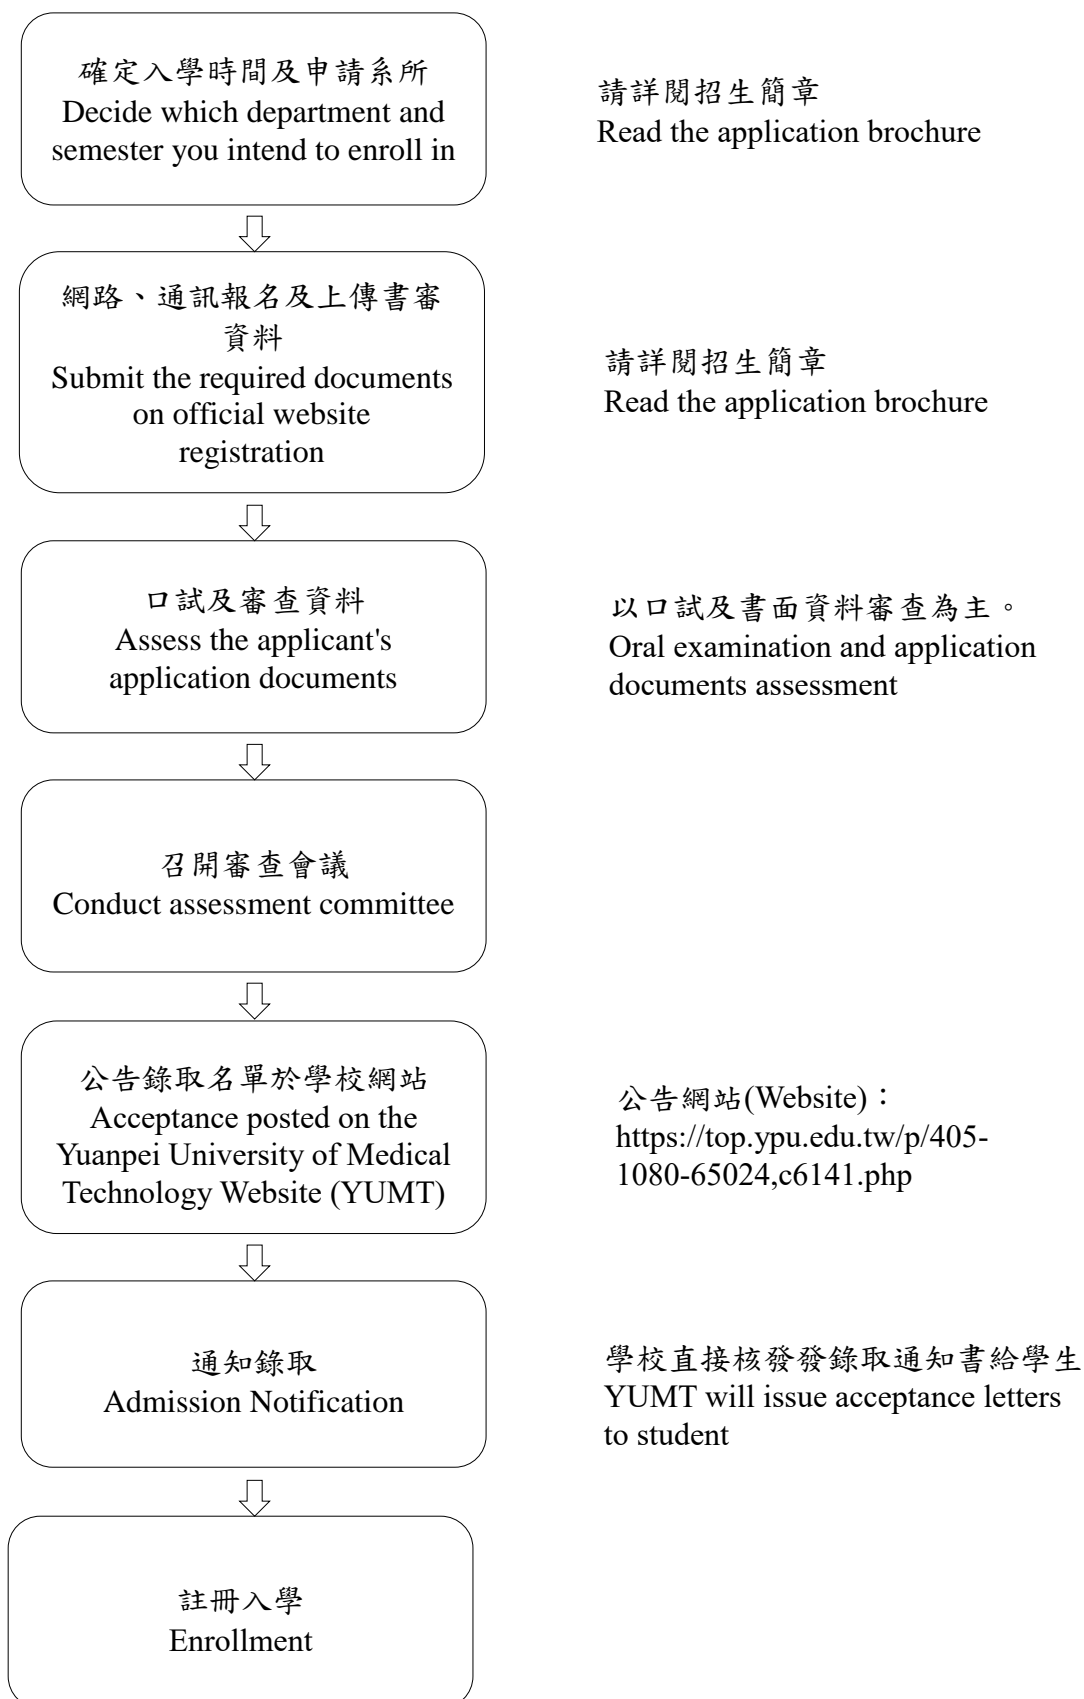 確定入學時間及申請系所
Decide which department and
semester you intend to enroll in
請詳閱招生簡章
Read the application brochure
網路、通訊報名及上傳書審
資料
Submit the required documents
on official website
registration
請詳閱招生簡章
Read the application brochure
口試及審查資料
Assess the applicant's
application documents
以口試及書面資料審查為主。
Oral examination and application
documents assessment
召開審查會議
Conduct assessment committee
公告錄取名單於學校網站
Acceptance posted on the
Yuanpei University of Medical
Technology Website (YUMT)
公告網站(Website)：
https://top.ypu.edu.tw/p/405-
1080-65024,c6141.php
通知錄取
Admission Notification
學校直接核發發錄取通知書給學生
YUMT will issue acceptance letters
to student
註冊入學
Enrollment